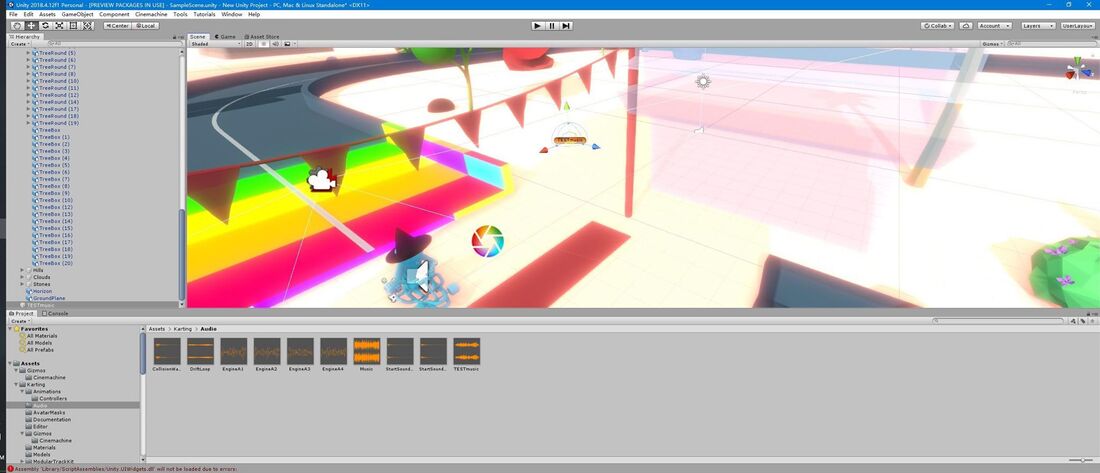 Unity 2018.4.12f1 Personal - [PREVIEW PACKAGES IN USE] - SampleScene.unity - New Unity Project - PC, Mac & Linux Standalone* <DX11>
File Edit Assets GameObject Component Cinemachine Tools Tutorials Window Help
Center Local Collab Account Layers UserLayou
Hierarchy Scene Game Asset Store
Create All Shaded 2D Gizmos All
TreeRound (5)
TreeRound (6)
TreeRound (7)
TreeRound (8)
TreeRound (10)
TreeRound (11)
TreeRound (12)
TreeRound (14)
TreeRound (17)
TreeRound (18)
TreeRound (19)
TreeBox
TreeBox (1)
TreeBox (2)
TreeBox (3)
TreeBox (4)
TreeBox (5)
TreeBox (6)
TreeBox (7)
TreeBox (8)
TreeBox (9)
TreeBox (10)
TreeBox (12)
TreeBox (13)
TreeBox (14)
TreeBox (15)
TreeBox (16)
TreeBox (17)
TreeBox (18)
TreeBox (19)
TreeBox (20)
Hills
Clouds
Stones
Horizon
GroundPlane
TESTmusic
Persp
TESTmusic
Project Console
Create
Favorites
All Materials
All Models
All Prefabs
Assets
Gizmos
Cinemachine
Karting
Animations
Controllers
Audio
AvatarMasks
Documentation
Editor
Gizmos
Cinemachine
Materials
Models
ModularTrackKit
Assets > Karting > Audio
CollisionWa... DriftLoop EngineA1 EngineA2 EngineA3 EngineA4 Music StartSound... StartSound... TESTmusic
Assembly 'Library/ScriptAssemblies/Unity.UIWidgets.dll' will not be loaded due to errors: